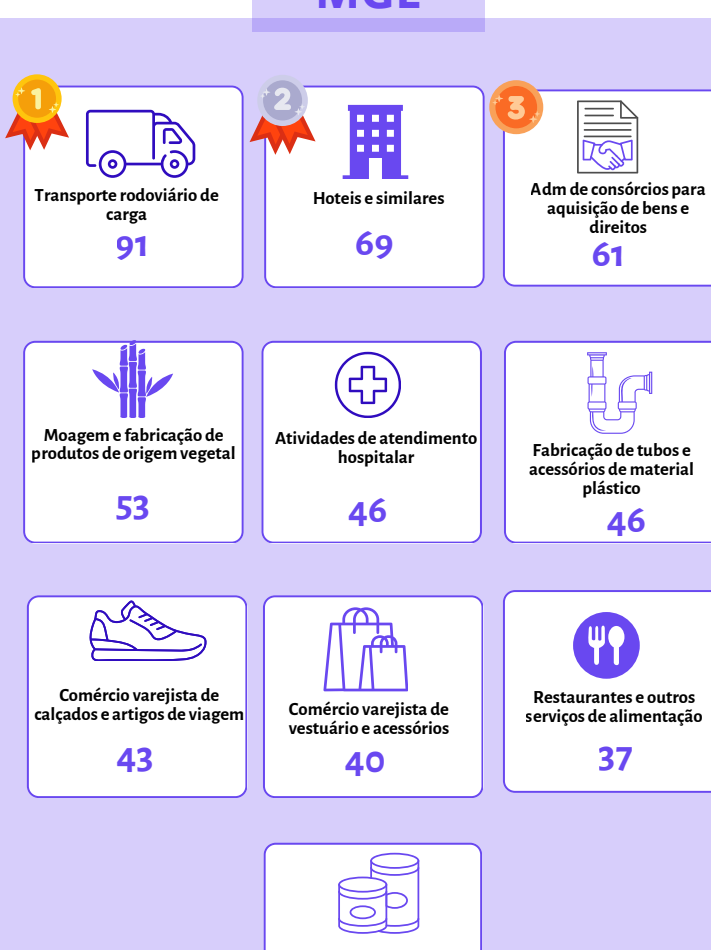 MGE
1
2
3
Transporte rodoviário de
carga
91
Hoteis e similares
69
Adm de consórcios para
aquisição de bens e
direitos
61
Moagem e fabricação de
produtos de origem vegetal
53
Atividades de atendimento
hospitalar
46
Fabricação de tubos e
acessórios de material
plástico
46
Comércio varejista de
calçados e artigos de viagem
43
Comércio varejista de
vestuário e acessórios
40
Restaurantes e outros
serviços de alimentação
37